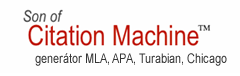 Son of
Citation Machine™
generátor MLA, APA, Turabian, Chicago